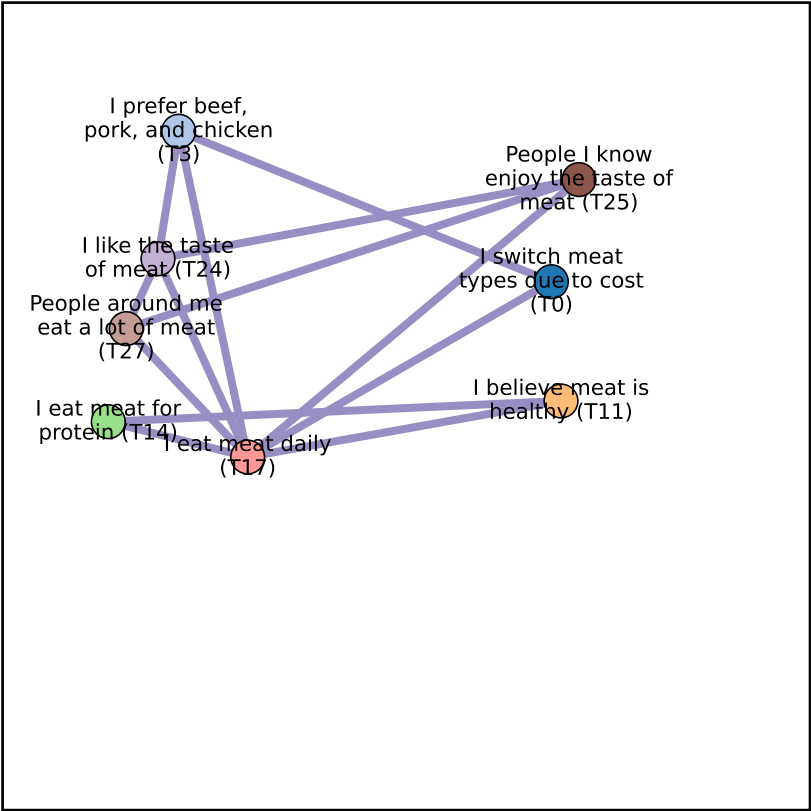 I prefer beef,
pork, and chicken
(T3)
People I know
enjoy the taste of
meat (T25)
I like the taste
of meat (T24)
I switch meat
types due to cost
(T0)
People around me
eat a lot of meat
(T27)
I believe meat is
healthy (T11)
I eat meat for
protein (T14)
I eat meat daily
(T17)